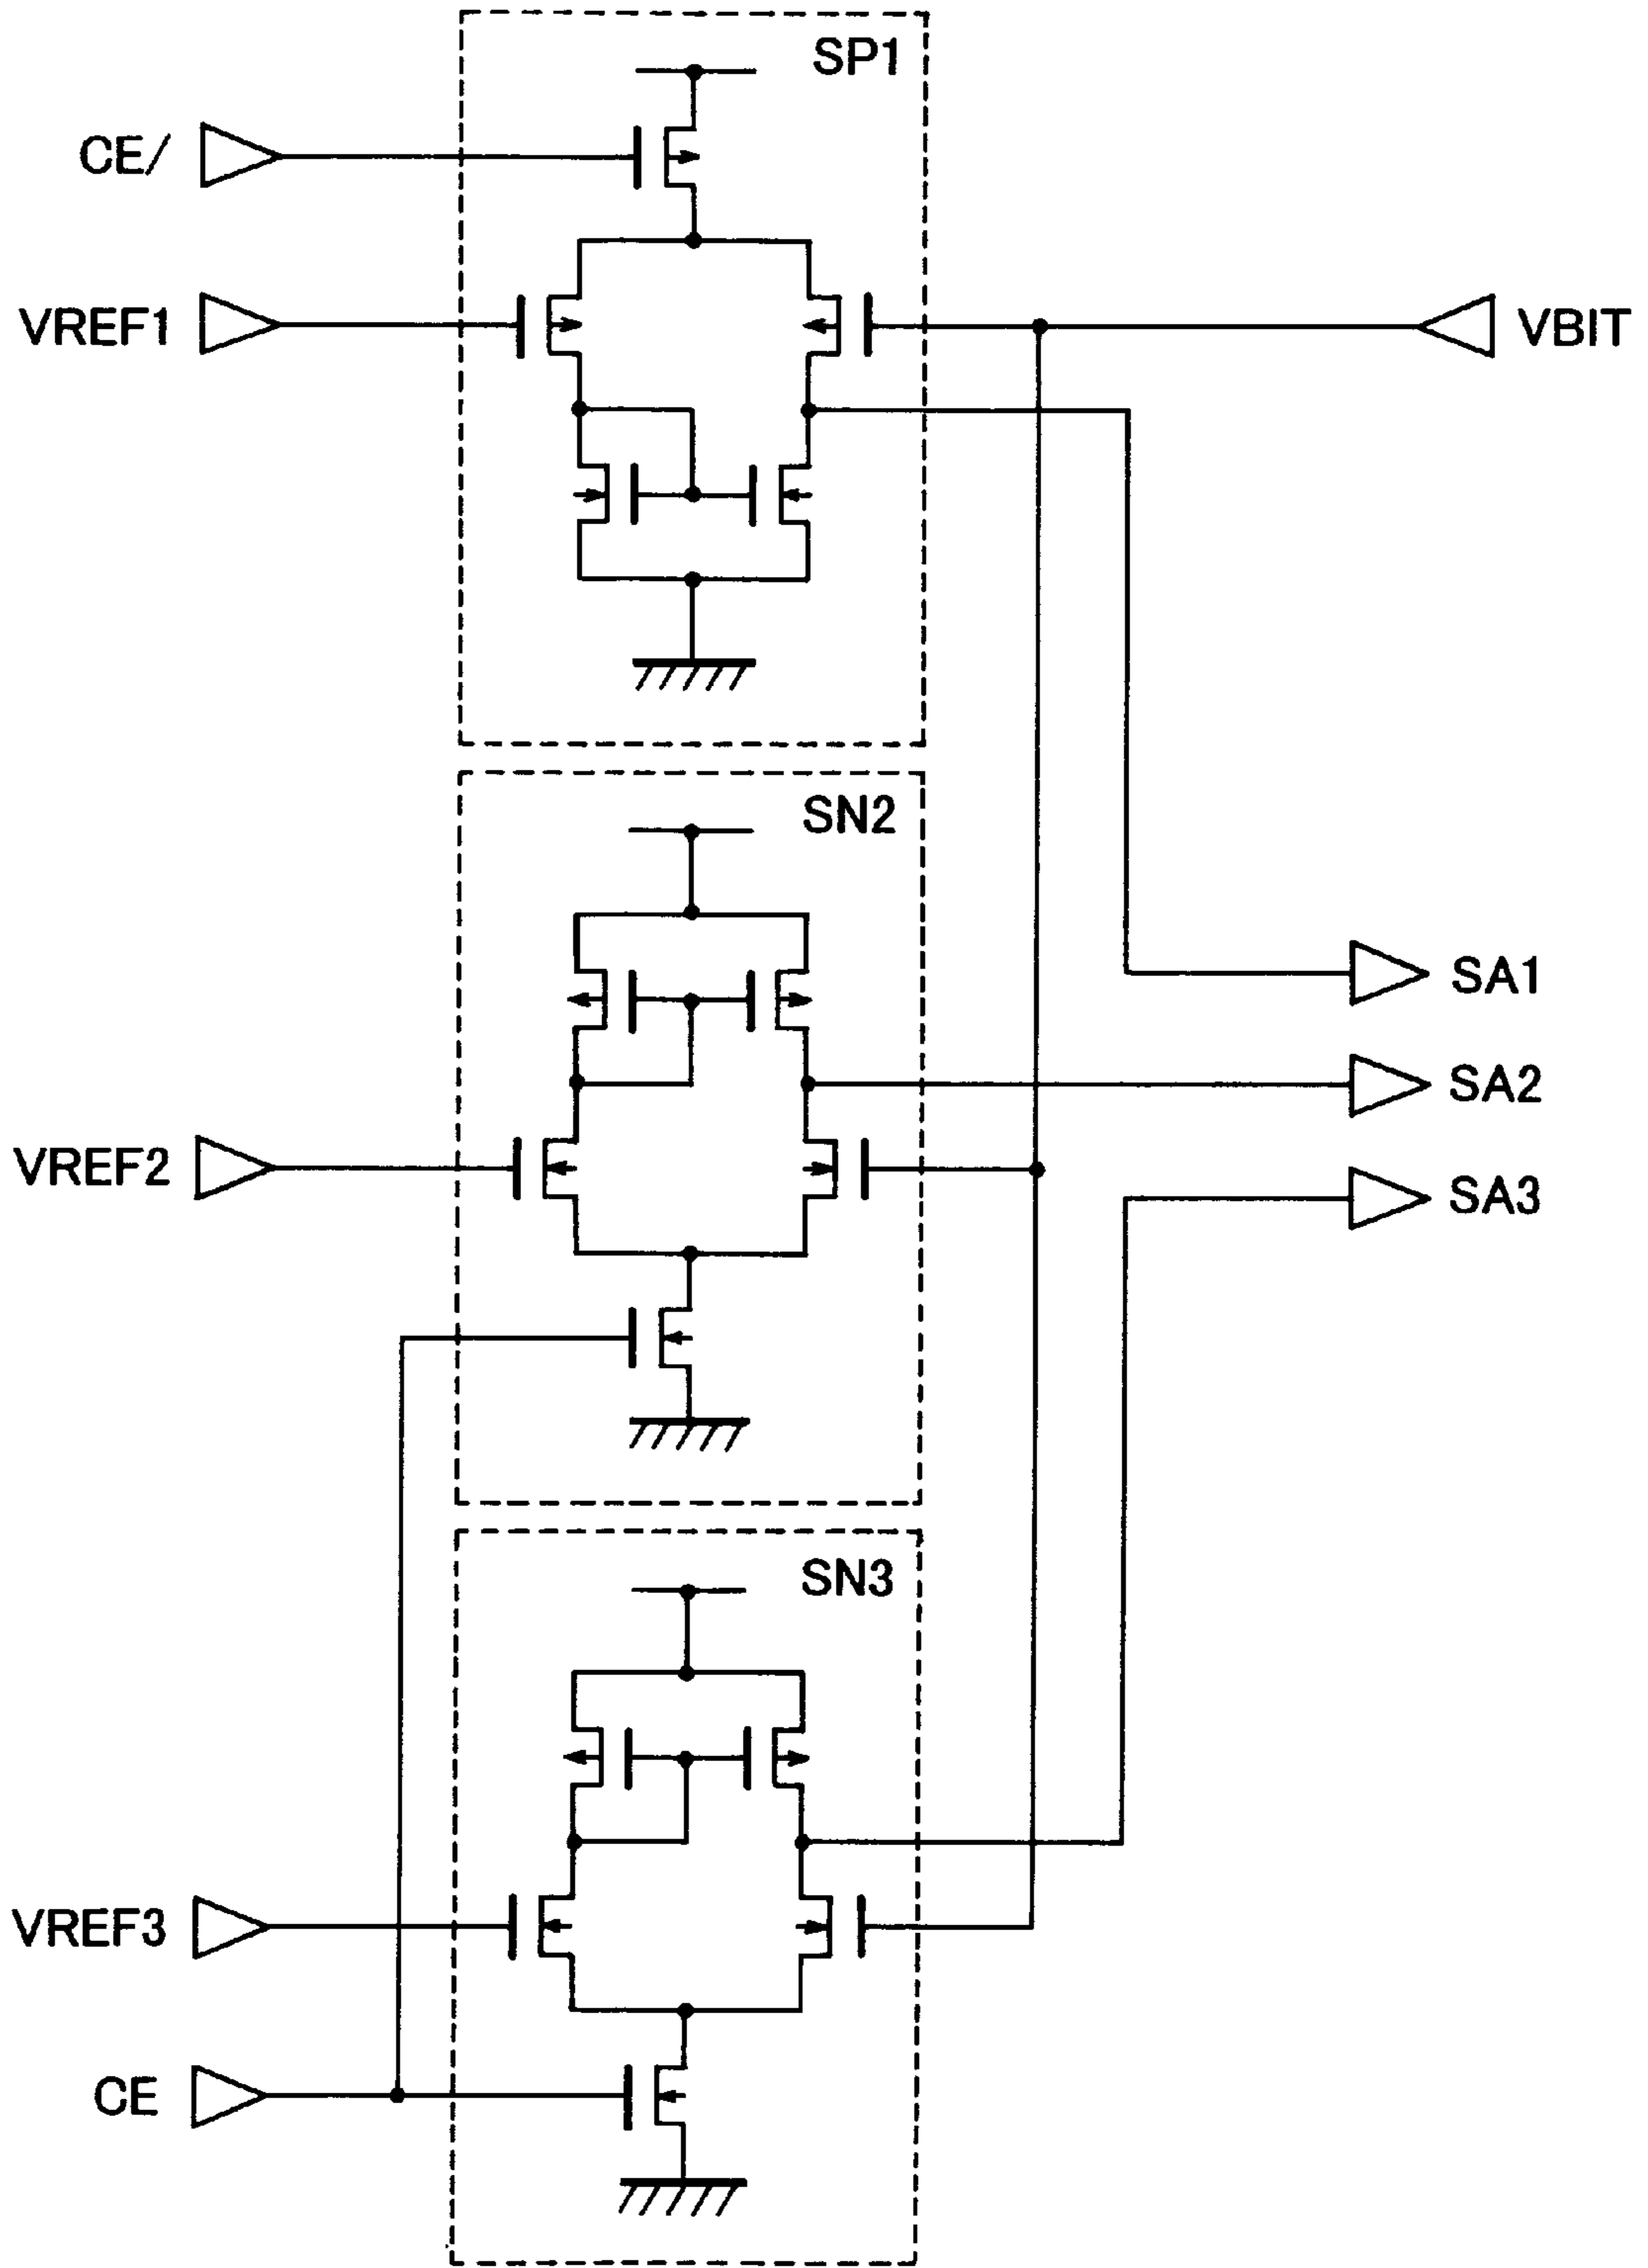 SP1
CE/
VREF1
VBIT
SN2
SA1
SA2
VREF2
SA3
SN3
VREF3
CE